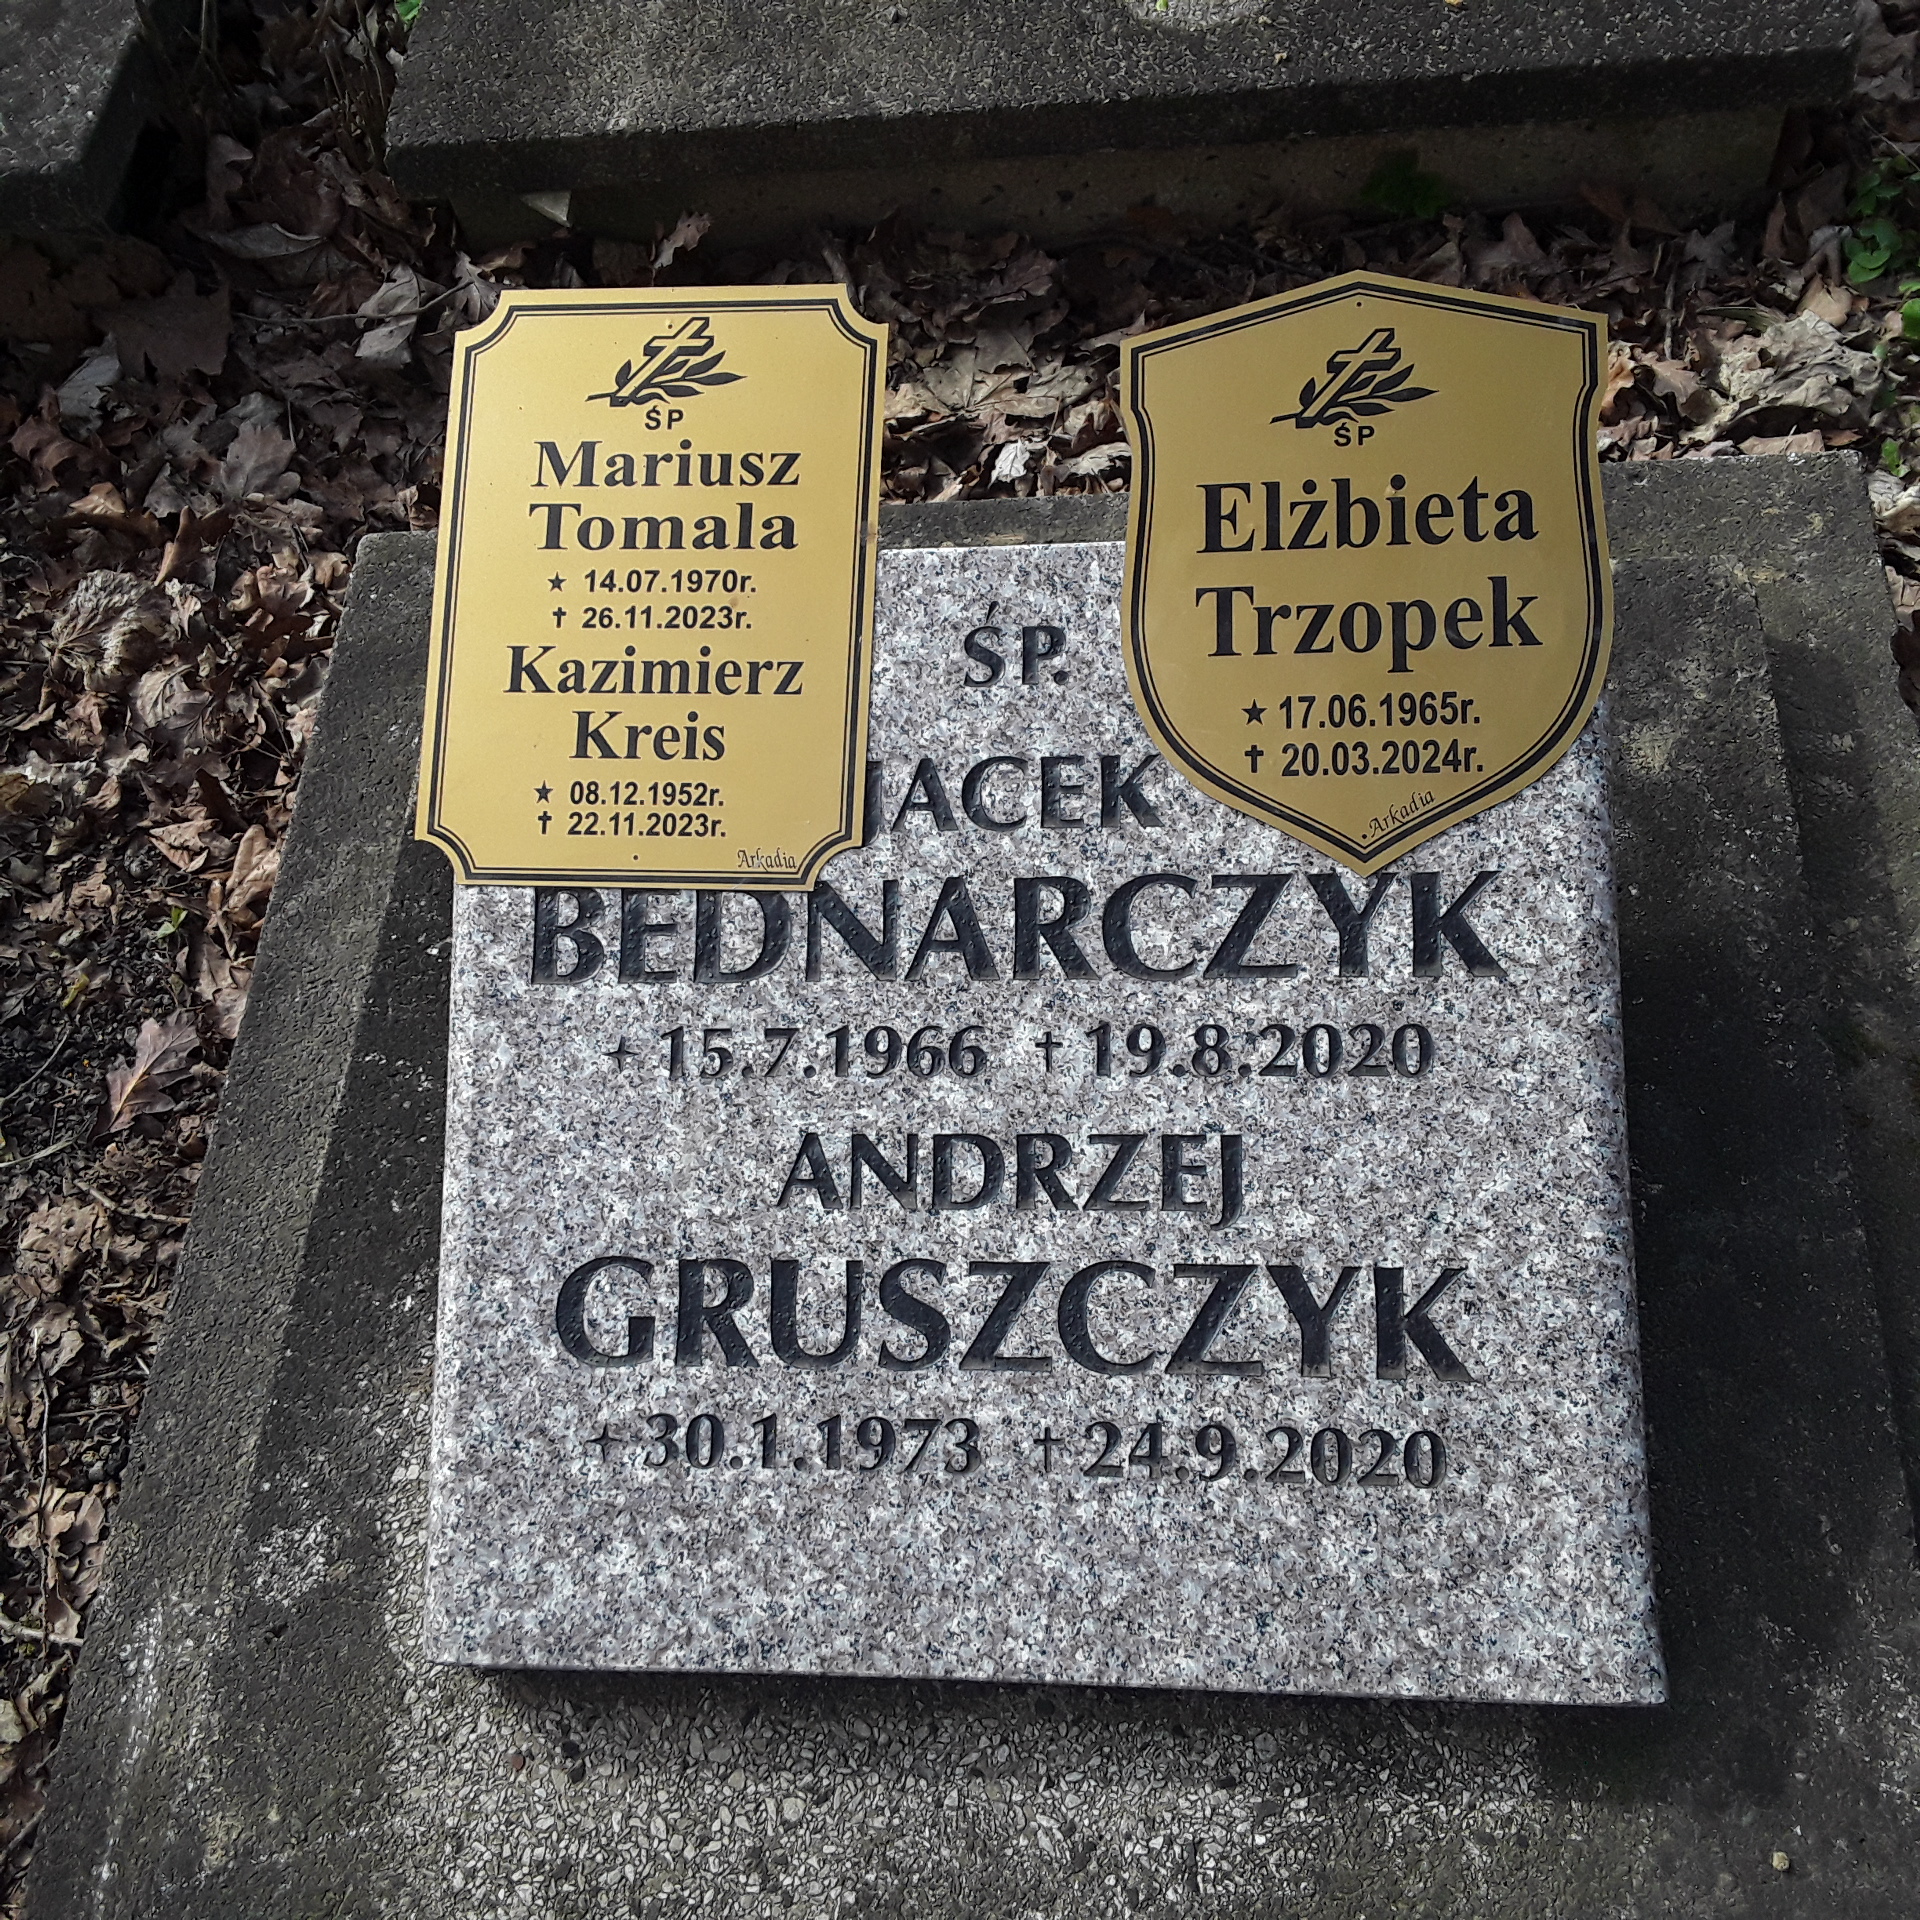 ŚP
Mariusz
Tomala
★ 14.07.1970r.
✝ 26.11.2023r.
Kazimierz
Kreis
★ 08.12.1952r.
✝ 22.11.2023r.
Arkadia
ŚP
Elżbieta
Trzopek
★ 17.06.1965r.
✝ 20.03.2024r.
Arkadia
ŚP.
JACEK
BEDNARCZYK
15.7.1966 † 19.8.2020
ANDRZEJ
GRUSZCZYK
30.1.1973 † 24.9.2020